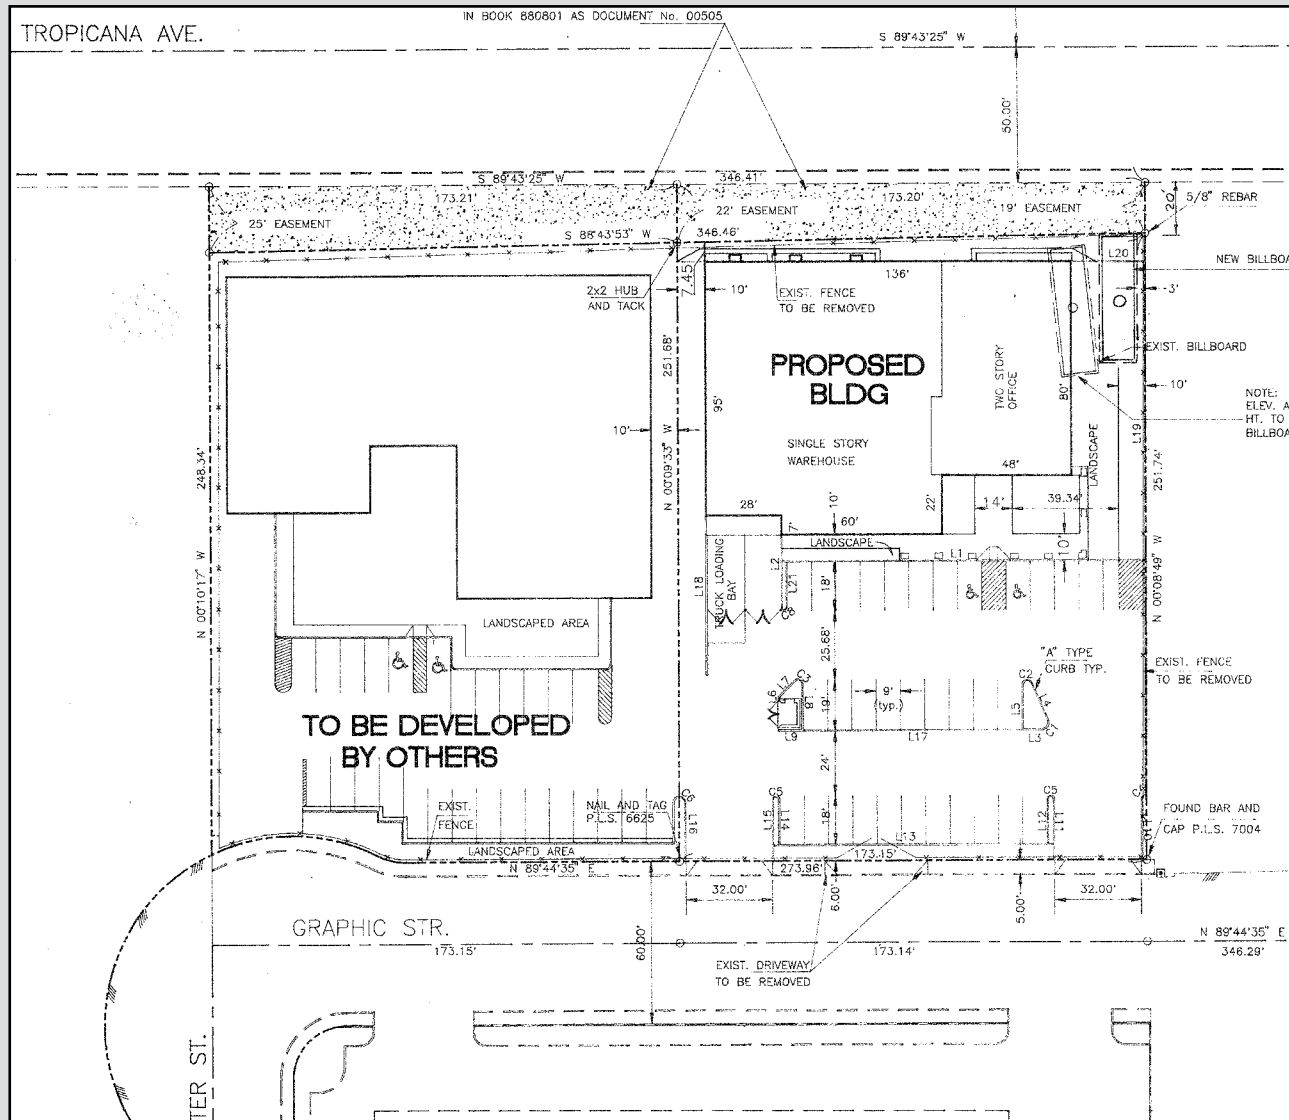 IN BOOK 880801 AS DOCUMENT No. 00505
TROPICANA AVE.
S 89°43'25" W
50.00'
S 89°43'25" W
346.41'
173.21'
173.20'
25' EASEMENT
22' EASEMENT
19' EASEMENT
20'
5/8" REBAR
S 88°43'53" W
346.46'
L20
NEW BILLBOA
2x2 HUB
AND TACK
7.45
10'
EXIST. FENCE
TO BE REMOVED
136'
3'
EXIST. BILLBOARD
251.68'
PROPOSED
BLDG
TWO STORY
OFFICE
80'
10'
NOTE:
ELEV. A
HT. TO
BILLBOA
95'
10'
N 00°09'33" W
SINGLE STORY
WAREHOUSE
L19
LANDSCAPE
248.34'
48'
251.74'
28'
10'
22'
14'
39.34'
7'
60'
LANDSCAPE
L1
10"
N 00°10'17" W
L18
TRUCK LOADING
BAY
L2
L21
C8
18'
N 00°08'49" W
LANDSCAPED AREA
25.68'
"A" TYPE
CURB TYP.
EXIST. FENCE
TO BE REMOVED
L7
C3
L6
L8
19'
9'
(typ.)
C2
L5
L4
C1
L9
L17
L3
TO BE DEVELOPED
BY OTHERS
24'
EXIST.
FENCE
NAIL AND TAG
P.L.S. 6625
C6
L16
C5
L15
L14
18'
L13
C5
L12
L11
FOUND BAR AND
CAP P.L.S. 7004
LANDSCAPED AREA
173.15'
N 89°44'35" E
273.96'
32.00'
6.00'
5.00'
32.00'
GRAPHIC STR.
173.15'
60.00'
173.14'
N 89°44'35" E
346.29'
EXIST. DRIVEWAY
TO BE REMOVED
TER ST.